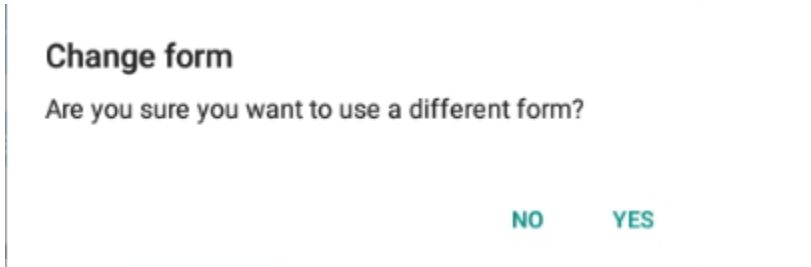 Change form
Are you sure you want to use a different form?
NO YES